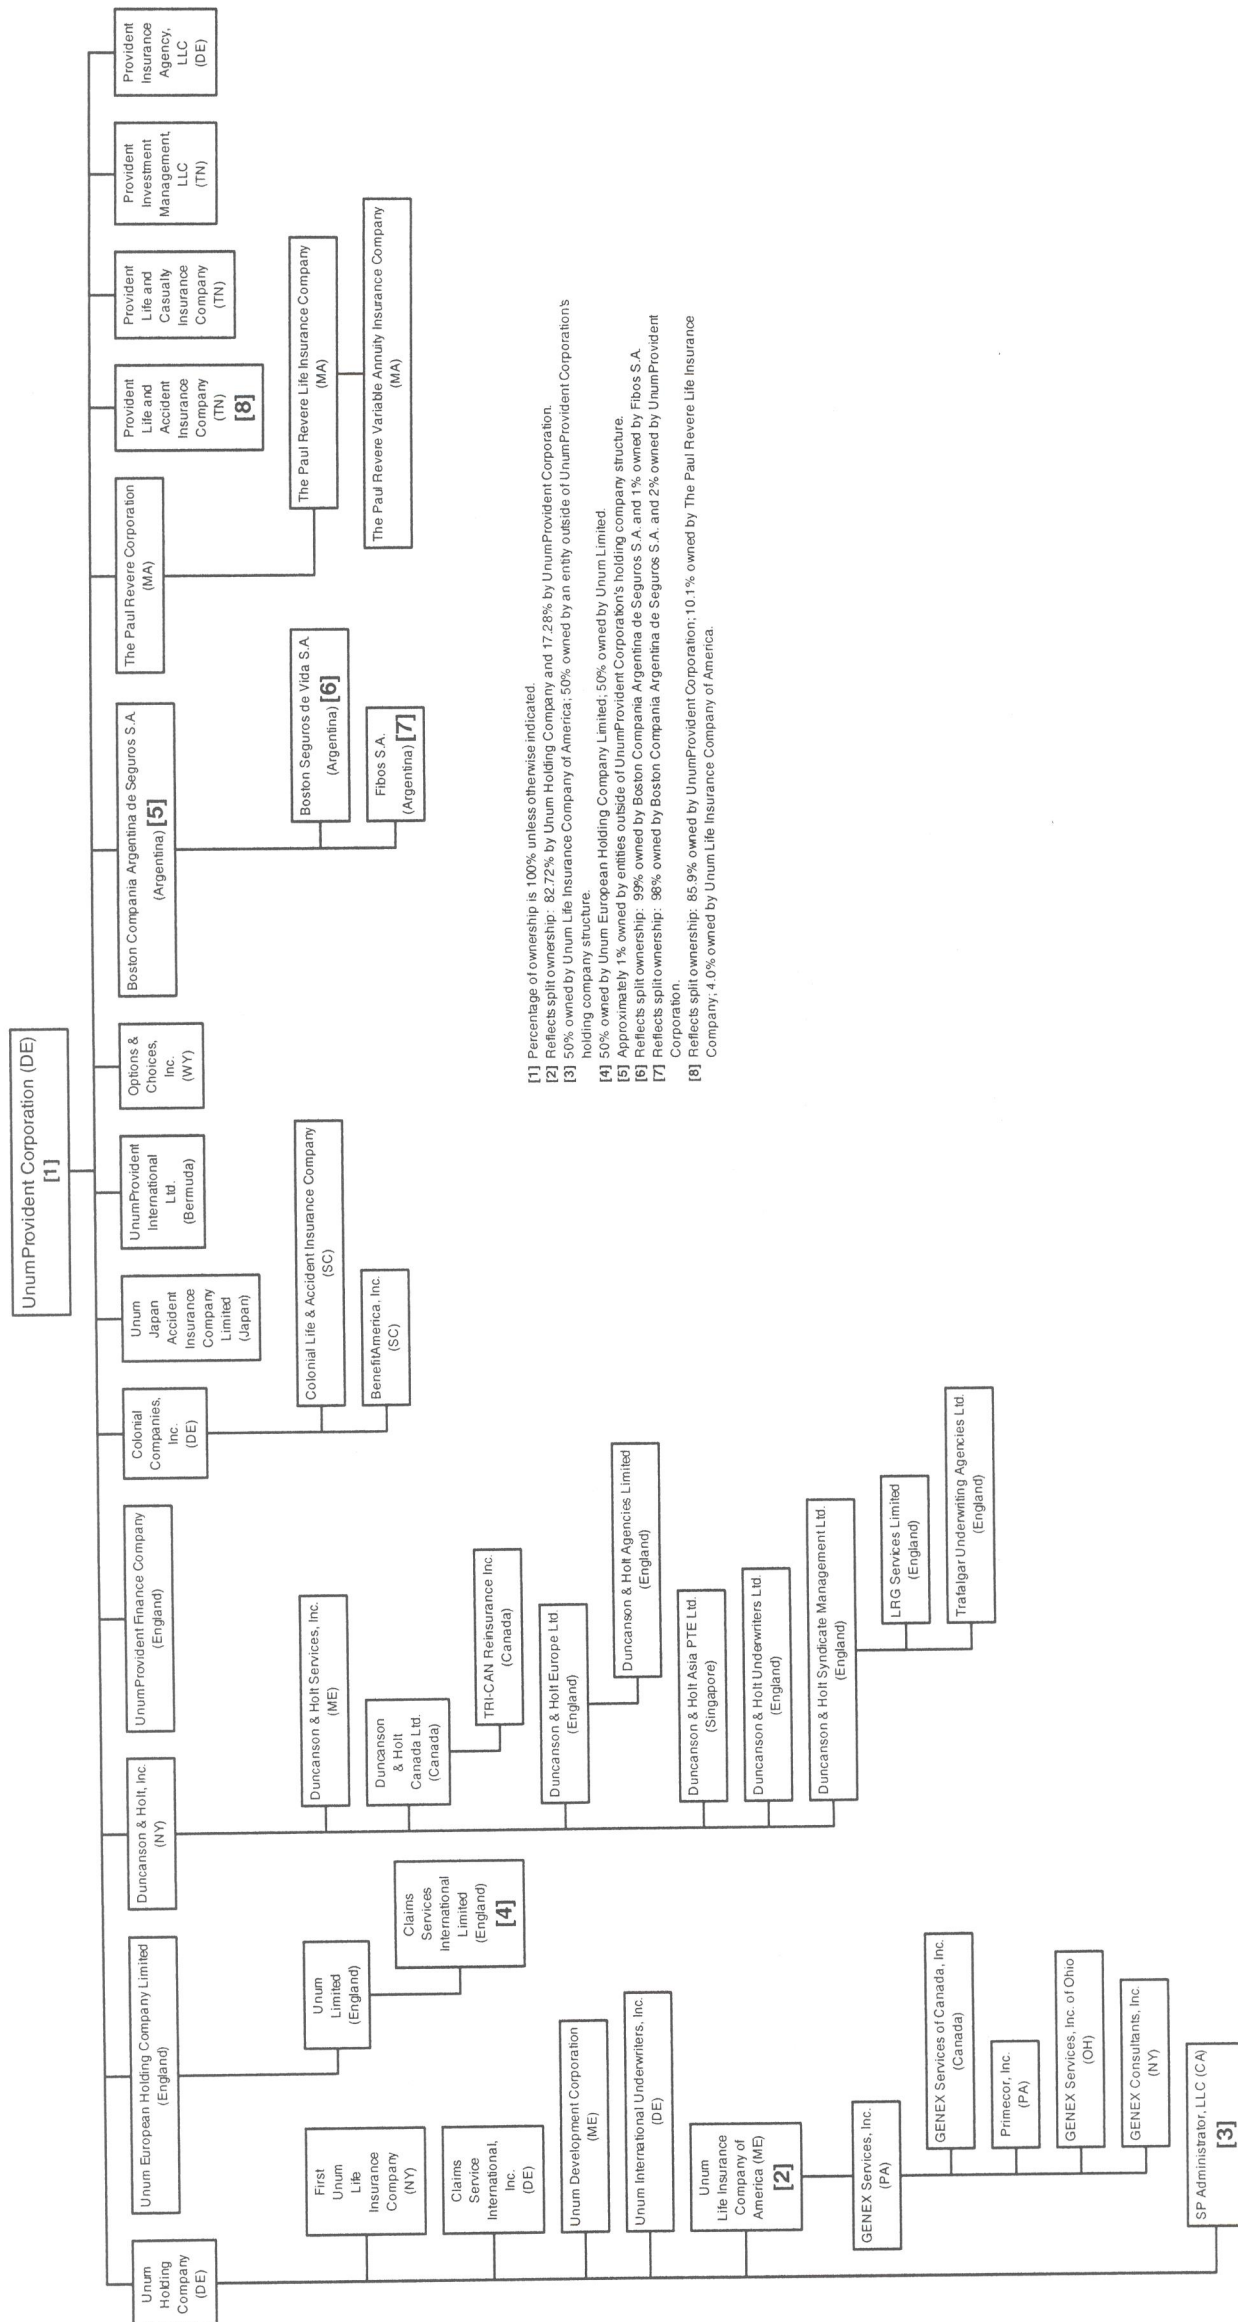 UnumProvident Corporation (DE)
[1]
Unum
Holding
Company
(DE)
First
Unum
Life
Insurance
Company
(NY)
Claims
Service
International,
Inc.
(DE)
Unum Development Corporation
(ME)
Unum International Underwriters, Inc.
(DE)
Unum
Life Insurance
Company of
America (ME)
[2]
GENEX Services, Inc.
(PA)
GENEX Services of Canada, Inc.
(Canada)
Primecor, Inc.
(PA)
GENEX Services, Inc. of Ohio
(OH)
GENEX Consultants, Inc.
(NY)
SP Administrator, LLC (CA)
[3]
Unum European Holding Company Limited
(England)
Unum
Limited
(England)
Claims
Services
International
Limited
(England)
[4]
Duncanson & Holt, Inc.
(NY)
Duncanson & Holt Services, Inc.
(ME)
Duncanson
& Holt
Canada Ltd.
(Canada)
TRI-CAN Reinsurance Inc.
(Canada)
Duncanson & Holt Europe Ltd.
(England)
Duncanson & Holt Agencies Limited
(England)
Duncanson & Holt Asia PTE Ltd.
(Singapore)
Duncanson & Holt Underwriters Ltd.
(England)
Duncanson & Holt Syndicate Management Ltd.
(England)
LRG Services Limited
(England)
Trafalgar Underwriting Agencies Ltd.
(England)
UnumProvident Finance Company
(England)
Colonial
Companies,
Inc.
(DE)
Colonial Life & Accident Insurance Company
(SC)
BenefitAmerica, Inc.
(SC)
Unum
Japan
Accident
Insurance
Company
Limited
(Japan)
UnumProvident
International
Ltd.
(Bermuda)
Options &
Choices,
Inc.
(WY)
Boston Compania Argentina de Seguros S.A.
(Argentina) [5]
Boston Seguros de Vida S.A.
(Argentina) [6]
Fibos S.A.
(Argentina) [7]
The Paul Revere Corporation
(MA)
The Paul Revere Life Insurance Company
(MA)
The Paul Revere Variable Annuity Insurance Company
(MA)
Provident
Life and
Accident
Insurance
Company
(TN)
[8]
Provident
Life and
Casualty
Insurance
Company
(TN)
Provident
Investment
Management,
LLC
(TN)
Provident
Insurance
Agency,
LLC
(DE)
[1] Percentage of ownership is 100% unless otherwise indicated.
[2] Reflects split ownership: 82.72% by Unum Holding Company and 17.28% by UnumProvident Corporation.
[3] 50% owned by Unum Life Insurance Company of America; 50% owned by an entity outside of UnumProvident Corporation's
holding company structure.
[4] 50% owned by Unum European Holding Company Limited; 50% owned by Unum Limited.
[5] Approximately 1% owned by entities outside of UnumProvident Corporation's holding company structure.
[6] Reflects split ownership: 99% owned by Boston Compania Argentina de Seguros S.A. and 1% owned by Fibos S.A.
[7] Reflects split ownership: 98% owned by Boston Compania Argentina de Seguros S.A. and 2% owned by UnumProvident
Corporation.
[8] Reflects split ownership: 85.9% owned by UnumProvident Corporation; 10.1% owned by The Paul Revere Life Insurance
Company; 4.0% owned by Unum Life Insurance Company of America.